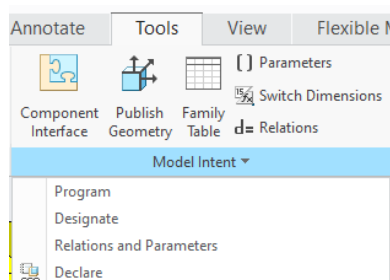 Annotate Tools View Flexible M
[ ] Parameters
Switch Dimensions
Component Interface
Publish Geometry
Family Table
d= Relations
Model Intent
Program
Designate
Relations and Parameters
Declare